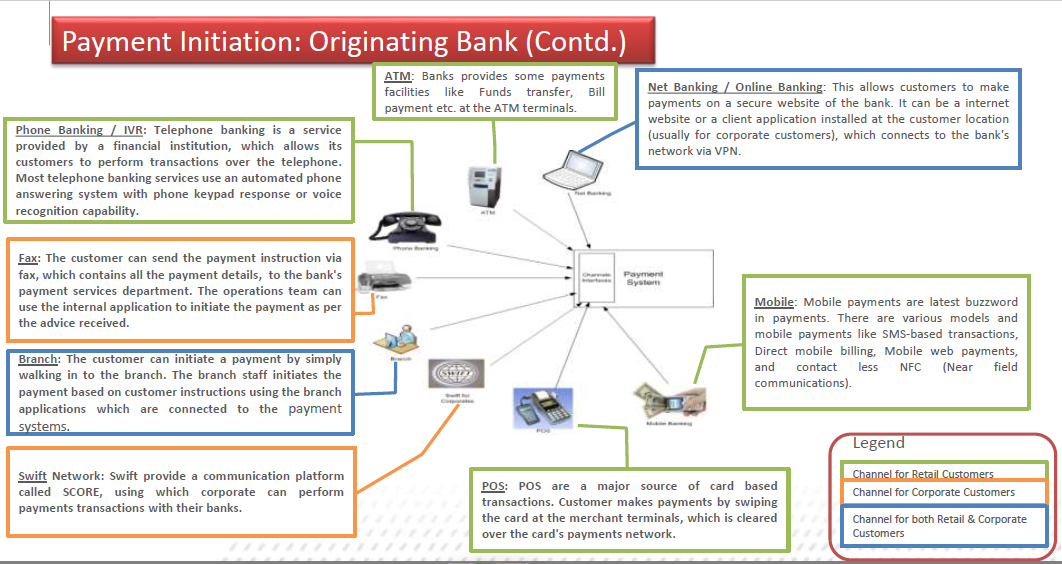 Payment Initiation: Originating Bank (Contd.)
ATM: Banks provides some payments
facilities like Funds transfer, Bill
payment etc. at the ATM terminals.
Net Banking / Online Banking: This allows customers to make
payments on a secure website of the bank. It can be a internet
website or a client application installed at the customer location
(usually for corporate customers), which connects to the bank's
network via VPN.
Phone Banking / IVR: Telephone banking is a service
provided by a financial institution, which allows its
customers to perform transactions over the telephone.
Most telephone banking services use an automated phone
answering system with phone keypad response or voice
recognition capability.
Net Banking
ATM
Phone Banking
Fax: The customer can send the payment instruction via
fax, which contains all the payment details, to the bank's
payment services department. The operations team can
use the internal application to initiate the payment as per
the advice received.
Fax
Channels
Interfaces
Payment
System
Mobile: Mobile payments are latest buzzword
in payments. There are various models and
mobile payments like SMS-based transactions,
Direct mobile billing, Mobile web payments,
and contact less NFC (Near field
communications).
Branch: The customer can initiate a payment by simply
walking in to the branch. The branch staff initiates the
payment based on customer instructions using the branch
applications which are connected to the payment
systems.
Branch
SWIFT
Swift for
Corporates
POS
Mobile Banking
Swift Network: Swift provide a communication platform
called SCORE, using which corporate can perform
payments transactions with their banks.
POS: POS are a major source of card based
transactions. Customer makes payments by swiping
the card at the merchant terminals, which is cleared
over the card's payments network.
Legend
Channel for Retail Customers
Channel for Corporate Customers
Channel for both Retail & Corporate
Customers